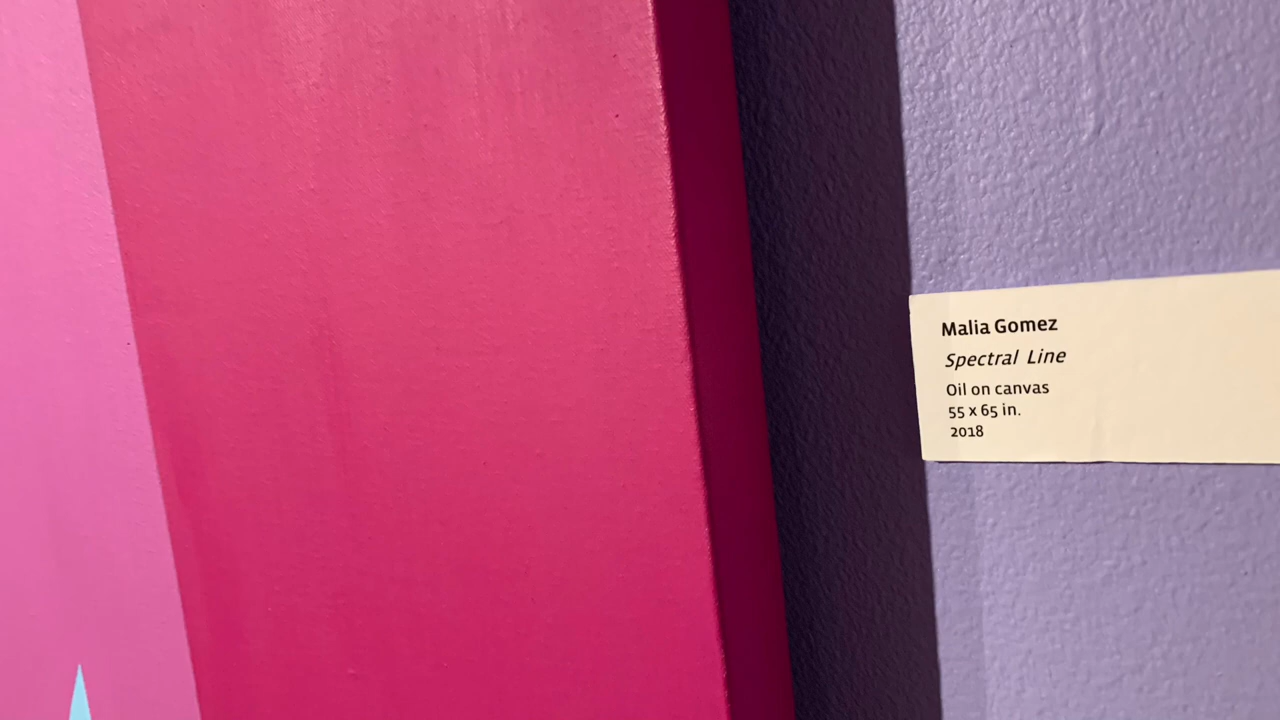 Malia Gomez
Spectral Line
Oil on canvas
55 x 65 in.
2018